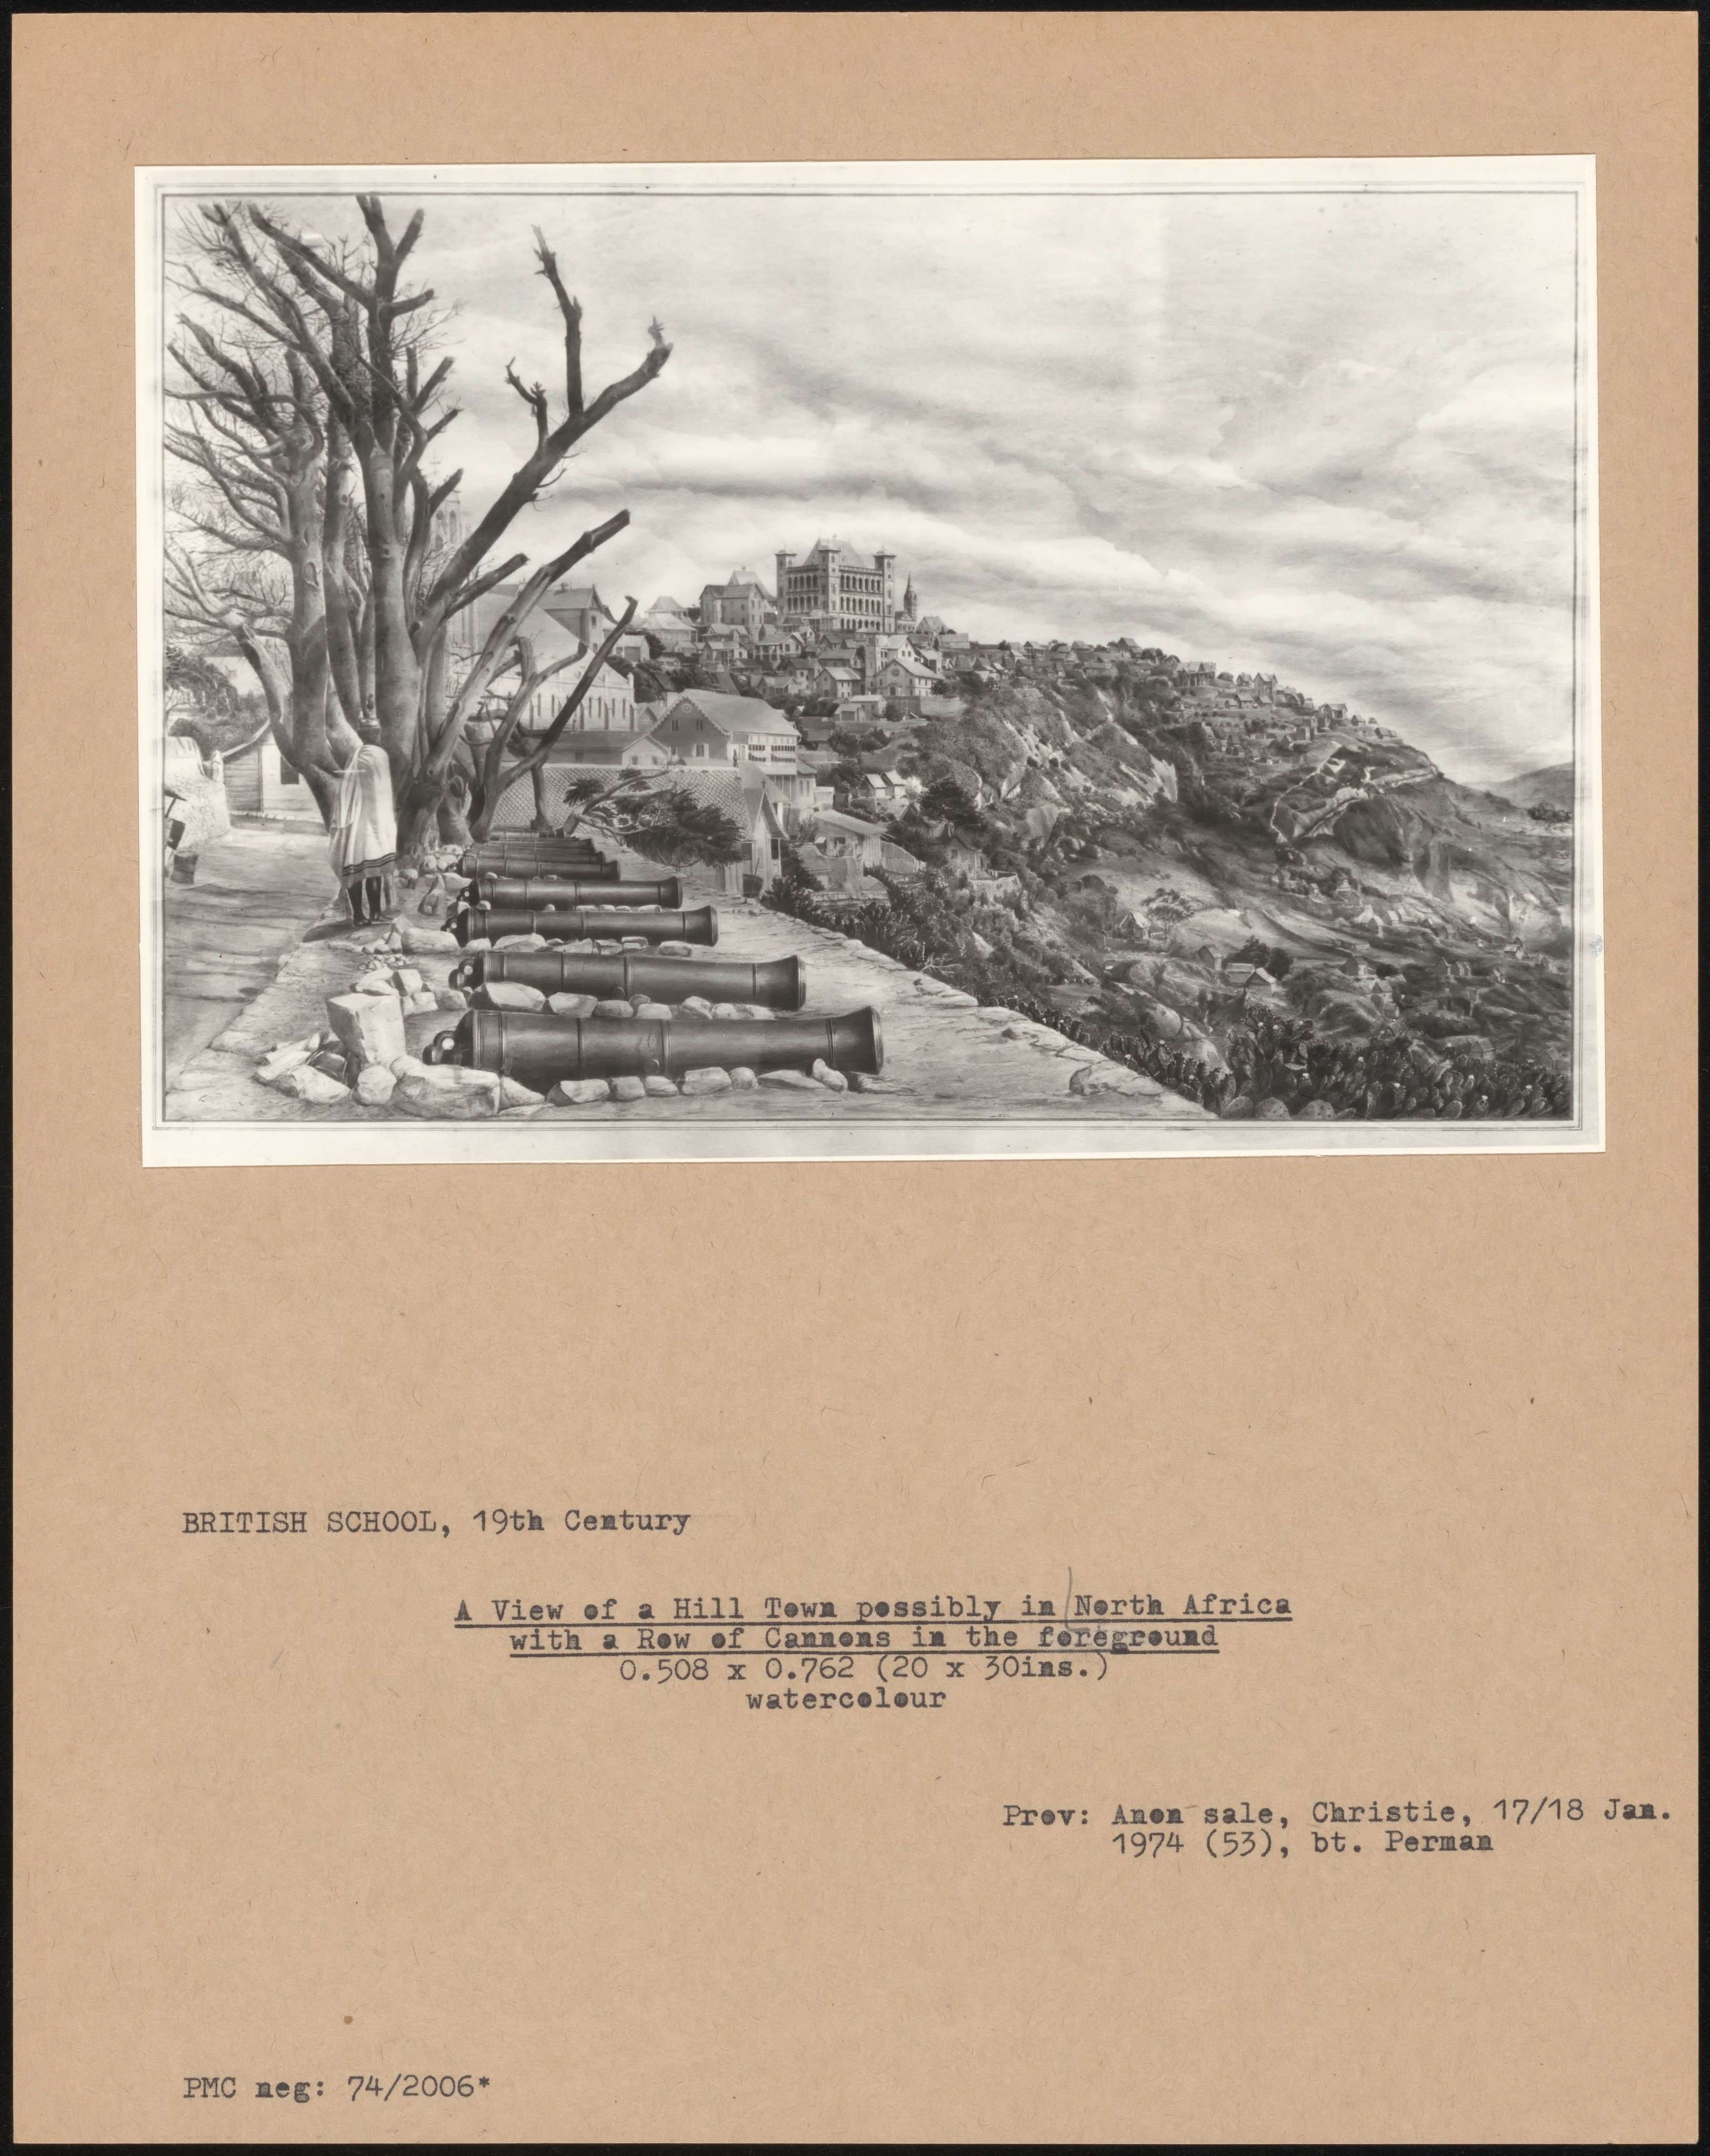 BRITISH SCHOOL, 19th Century
A View of a Hill Town possibly in North Africa
with a Row of Cannons in the foreground
0.508 x 0.762 (20 x 30ins.)
watercolour
Prov: Anon sale, Christie, 17/18 Jan.
1974 (53), bt. Perman
PMC neg: 74/2006*